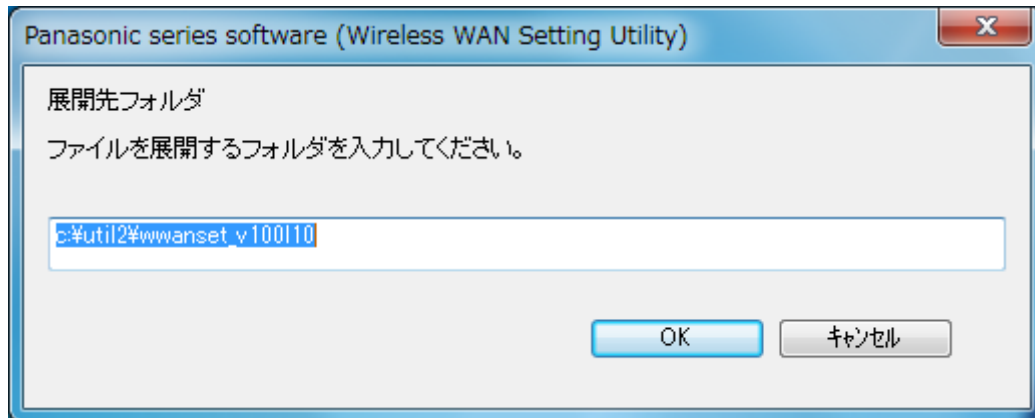 Panasonic series software (Wireless WAN Setting Utility)
展開先フォルダ
ファイルを展開するフォルダを入力してください。
c:¥util2¥wwanset_v100l10
OK
キャンセル